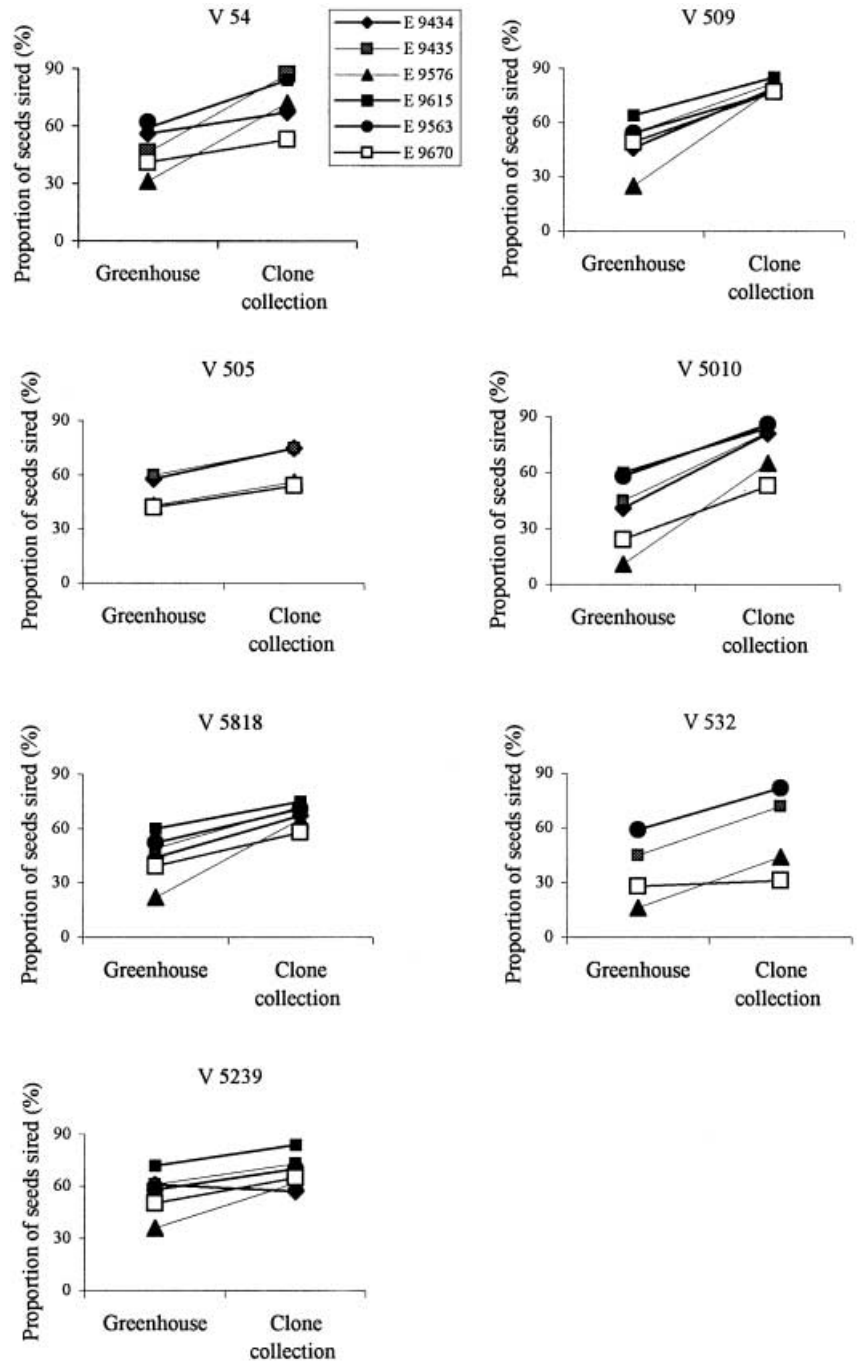 V 54
Proportion of seeds sired (%)
90
60
30
0
Greenhouse
Clone
collection
E 9434
E 9435
E 9576
E 9615
E 9563
E 9670
V 509
Proportion of seeds sired (%)
90
60
30
0
Greenhouse
Clone
collection
V 505
Proportion of seeds sired (%)
90
60
30
0
Greenhouse
Clone
collection
V 5010
Proportion of seeds sired (%)
90
60
30
0
Greenhouse
Clone
collection
V 5818
Proportion of seeds sired (%)
90
60
30
0
Greenhouse
Clone
collection
V 532
Proportion of seeds sired (%)
90
60
30
0
Greenhouse
Clone
collection
V 5239
Proportion of seeds sired (%)
90
60
30
0
Greenhouse
Clone
collection